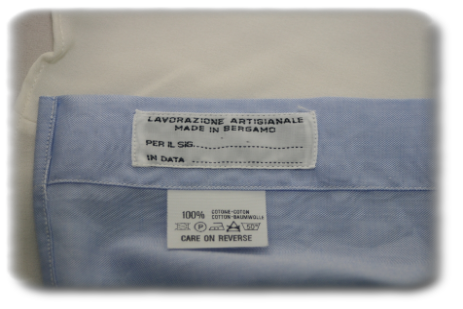 LAVORAZIONE ARTIGIANALE
MADE IN BERGAMO
PER IL SIG.
IN DATA
100% COTONE-COTON
COTTON-BAUMWOLLE
P
CARE ON REVERSE